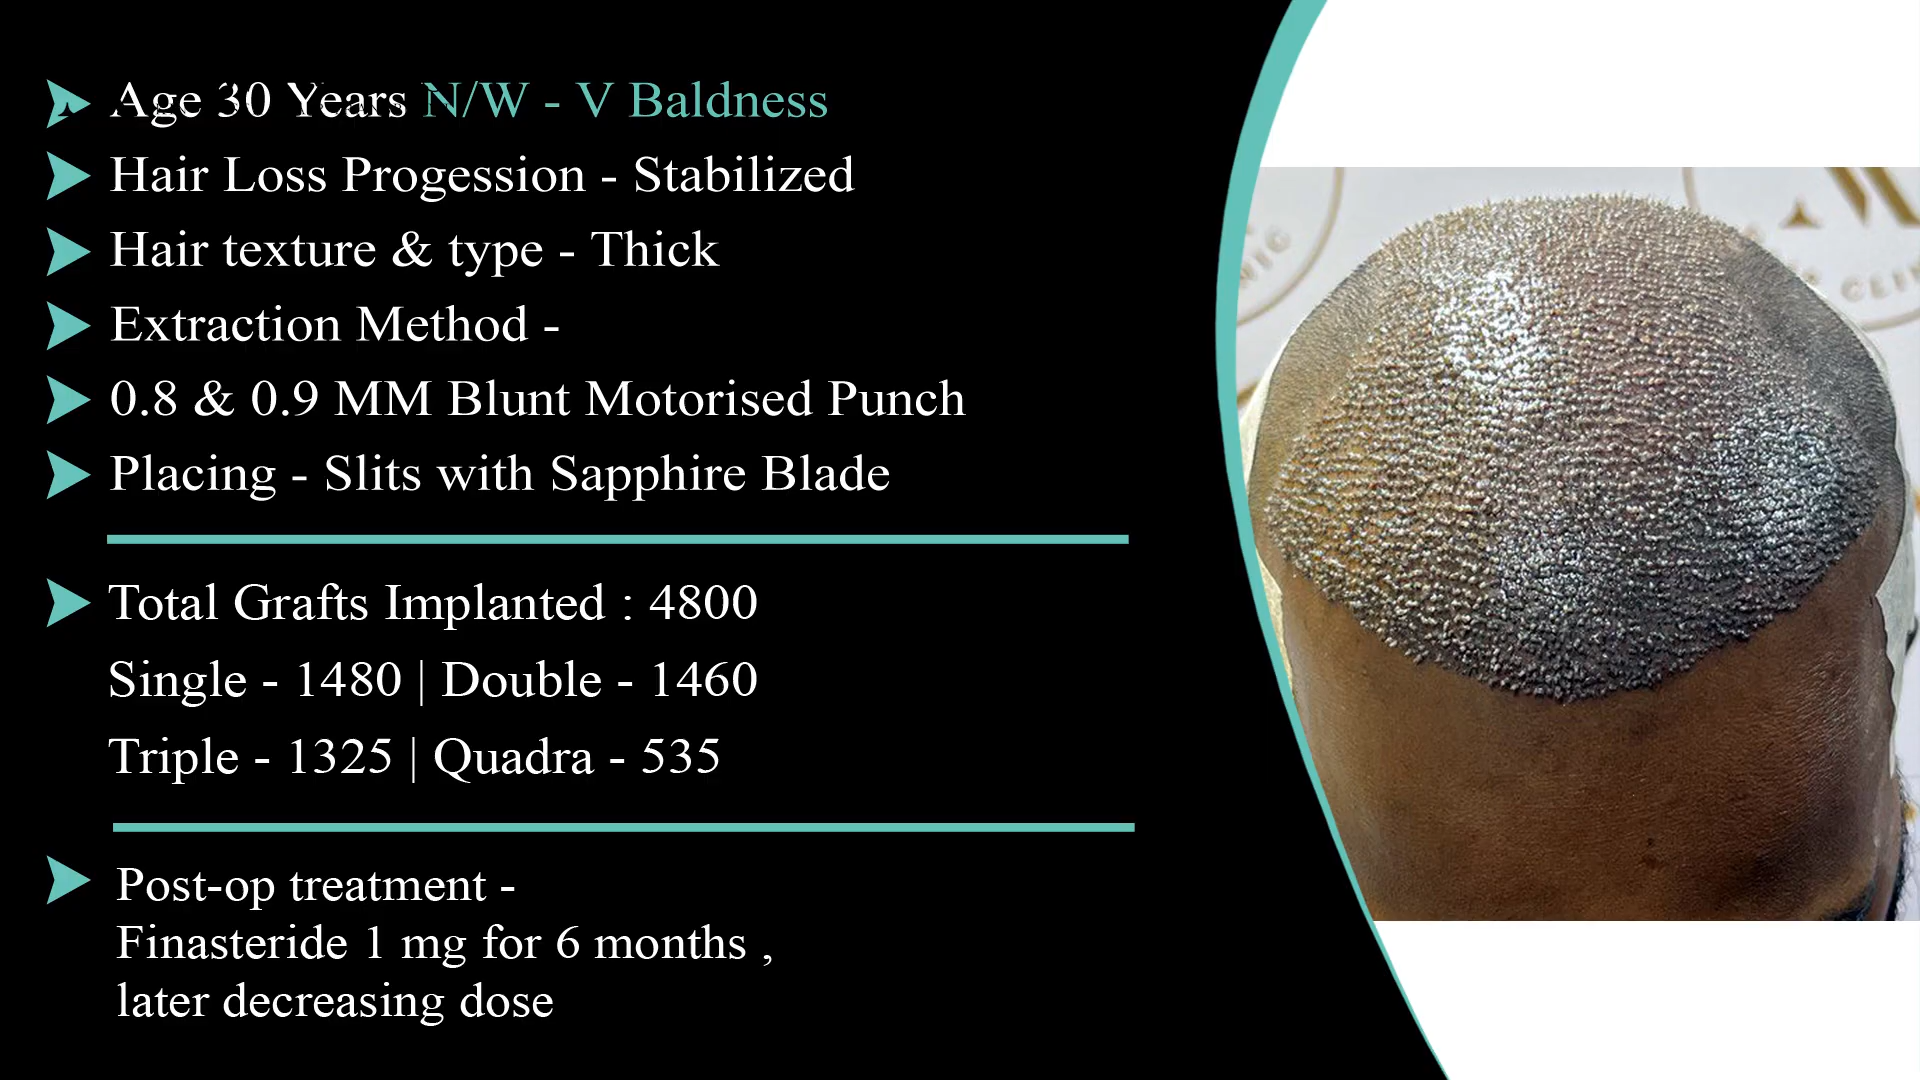 Age 30 Years N/W - V Baldness
Hair Loss Progession - Stabilized
Hair texture & type - Thick
Extraction Method -
0.8 & 0.9 MM Blunt Motorised Punch
Placing - Slits with Sapphire Blade
Total Grafts Implanted : 4800
Single - 1480 | Double - 1460
Triple - 1325 | Quadra - 535
Post-op treatment -
Finasteride 1 mg for 6 months ,
later decreasing dose